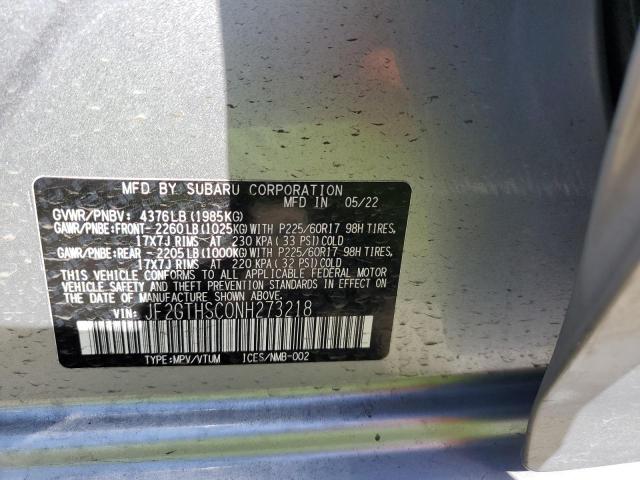 MFD BY SUBARU CORPORATION
MFD IN 05/22
GVWR/PNBV: 4376LB(1985KG)
GAWR/PNBE:FRONT-2260LB(1025KG)WITH P225/60R17 98H TIRES,
17X7J RIMS AT 230 KPA(33 PSI)COLD
GAWR/PNBE:REAR -2205LB(1000KG)WITH P225/60R17 98H TIRES,
17X7J RIMS AT 220 KPA(32 PSI)COLD
THIS VEHICLE CONFORMS TO ALL APPLICABLE FEDERAL MOTOR
VEHICLE SAFETY AND THEFT PREVENTION STANDARDS IN EFFECT
ON THE DATE OF MANUFACTURE SHOWN ABOVE.
VIN: JF2GTHSC0NH273218
TYPE:MPV/VTUM ICES/NMB-002